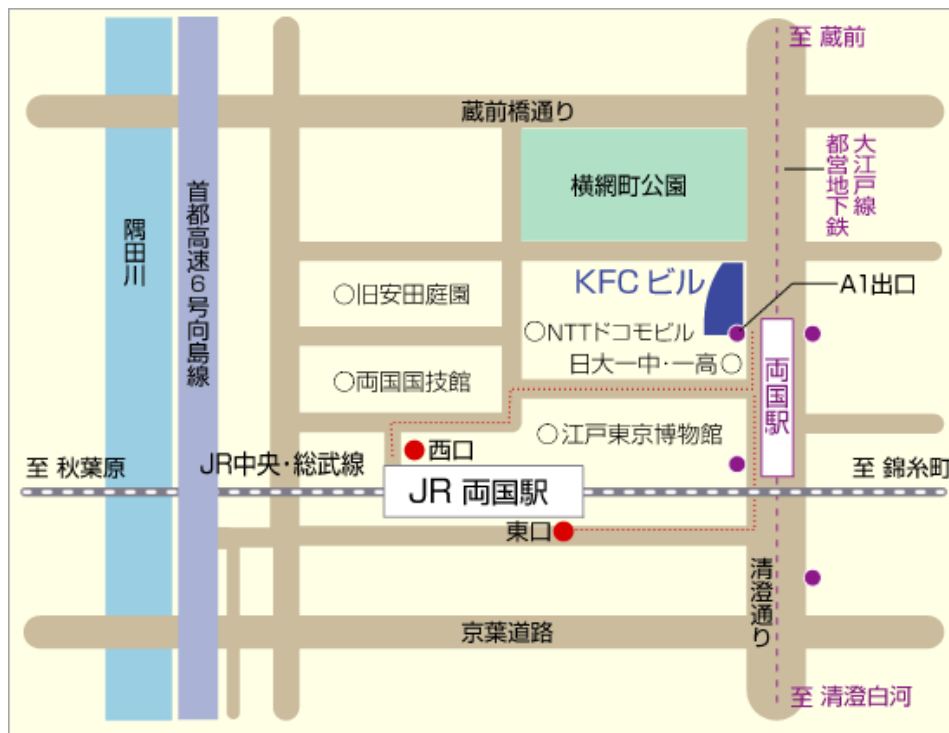 至 蔵前
蔵前橋通り
大江戸線
都営地下鉄
横網町公園
首都高速6号向島線
隅田川
KFC ビル
A1出口
○旧安田庭園
○NTTドコモビル
日大一中・一高○
両国駅
○両国国技館
○江戸東京博物館
西口
至 秋葉原
JR中央・総武線
至 錦糸町
JR 両国駅
東口
清澄通り
京葉道路
至 清澄白河